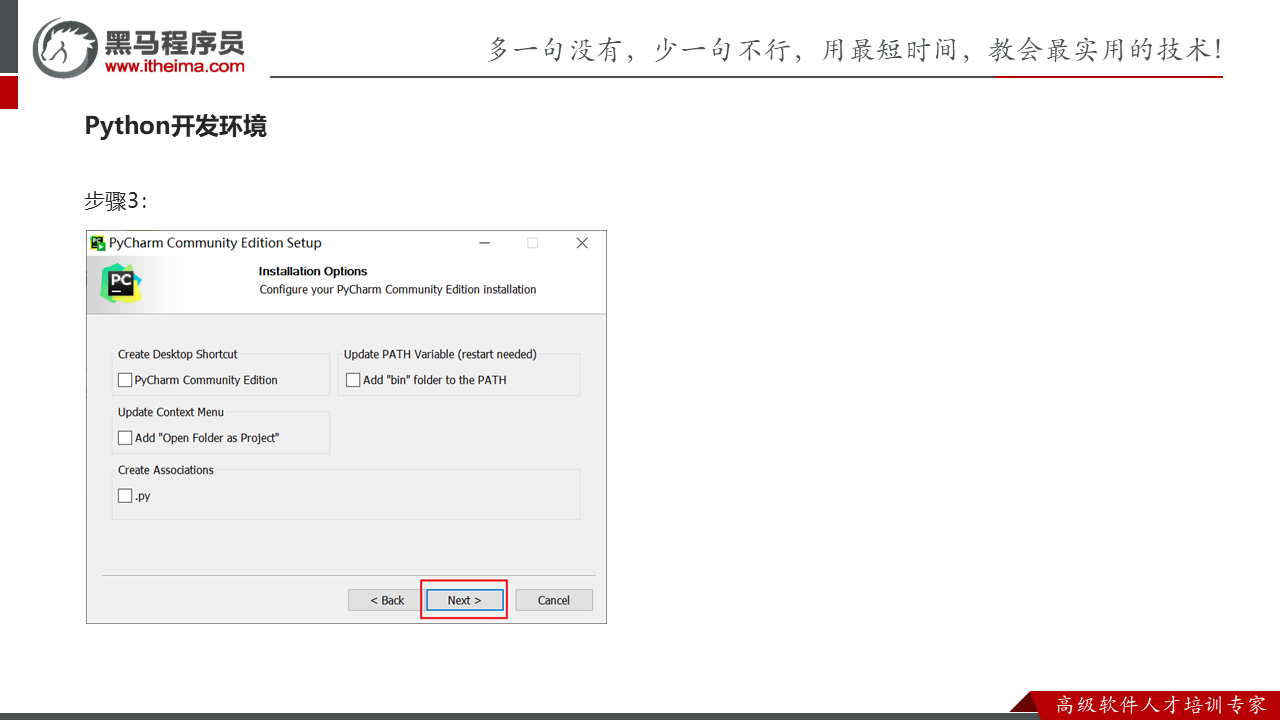 黑马程序员
www.itheima.com
多一句没有，少一句不行，用最短时间，教会最实用的技术！
Python开发环境
步骤3：
PyCharm Community Edition Setup
PC
Installation Options
Configure your PyCharm Community Edition installation
Create Desktop Shortcut
PyCharm Community Edition
Update PATH Variable (restart needed)
Add "bin" folder to the PATH
Update Context Menu
Add "Open Folder as Project"
Create Associations
.py
< Back
Next >
Cancel
高级软件人才培训专家